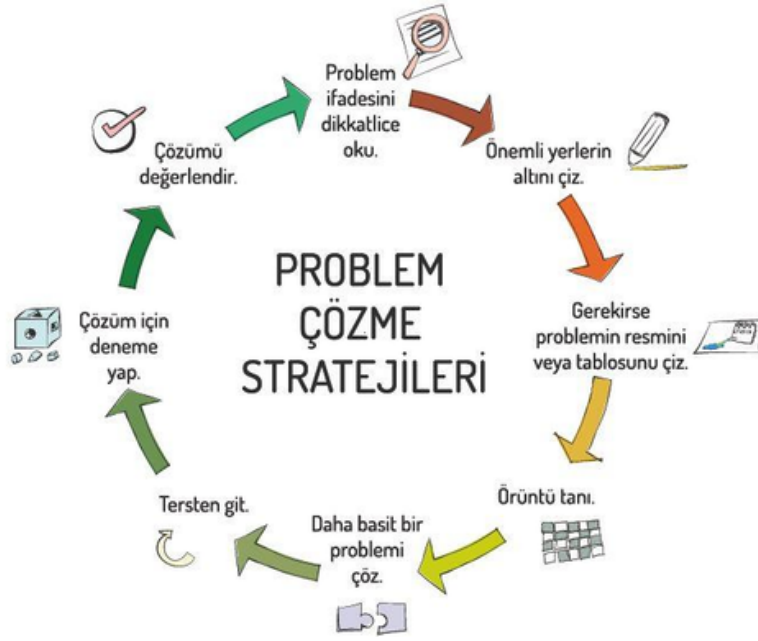 PROBLEM
ÇÖZME
STRATEJİLERİ
Problem
ifadesini
dikkatlice
oku.
Önemli yerlerin
altını çiz.
Gerekirse
problemin resmini
veya tablosunu çiz.
Örüntü tanı.
Daha basit bir
problemi
çöz.
Tersten git.
Çözüm için
deneme
yap.
Çözümü
değerlendir.